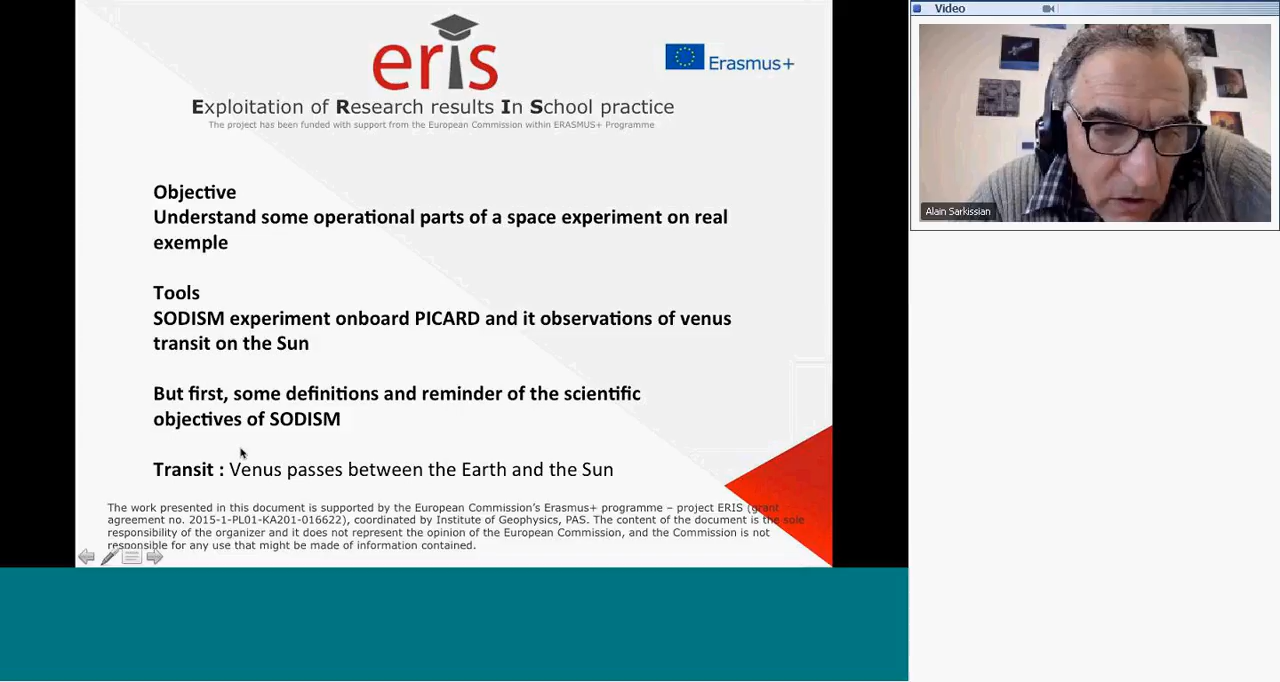 eris
Erasmus+
Exploitation of Research results In School practice
The project has been funded with support from the European Commission within ERASMUS+ Programme
Objective
Understand some operational parts of a space experiment on real
exemple
Tools
SODISM experiment onboard PICARD and it observations of venus
transit on the Sun
But first, some definitions and reminder of the scientific
objectives of SODISM
Transit : Venus passes between the Earth and the Sun
The work presented in this document is supported by the European Commission's Erasmus+ programme – project ERIS (grant
agreement no. 2015-1-PL01-KA201-016622), coordinated by Institute of Geophysics, PAS. The content of the document is the sole
responsibility of the organizer and it does not represent the opinion of the European Commission, and the Commission is not
responsible for any use that might be made of information contained.
Video
Alain Sarkissian